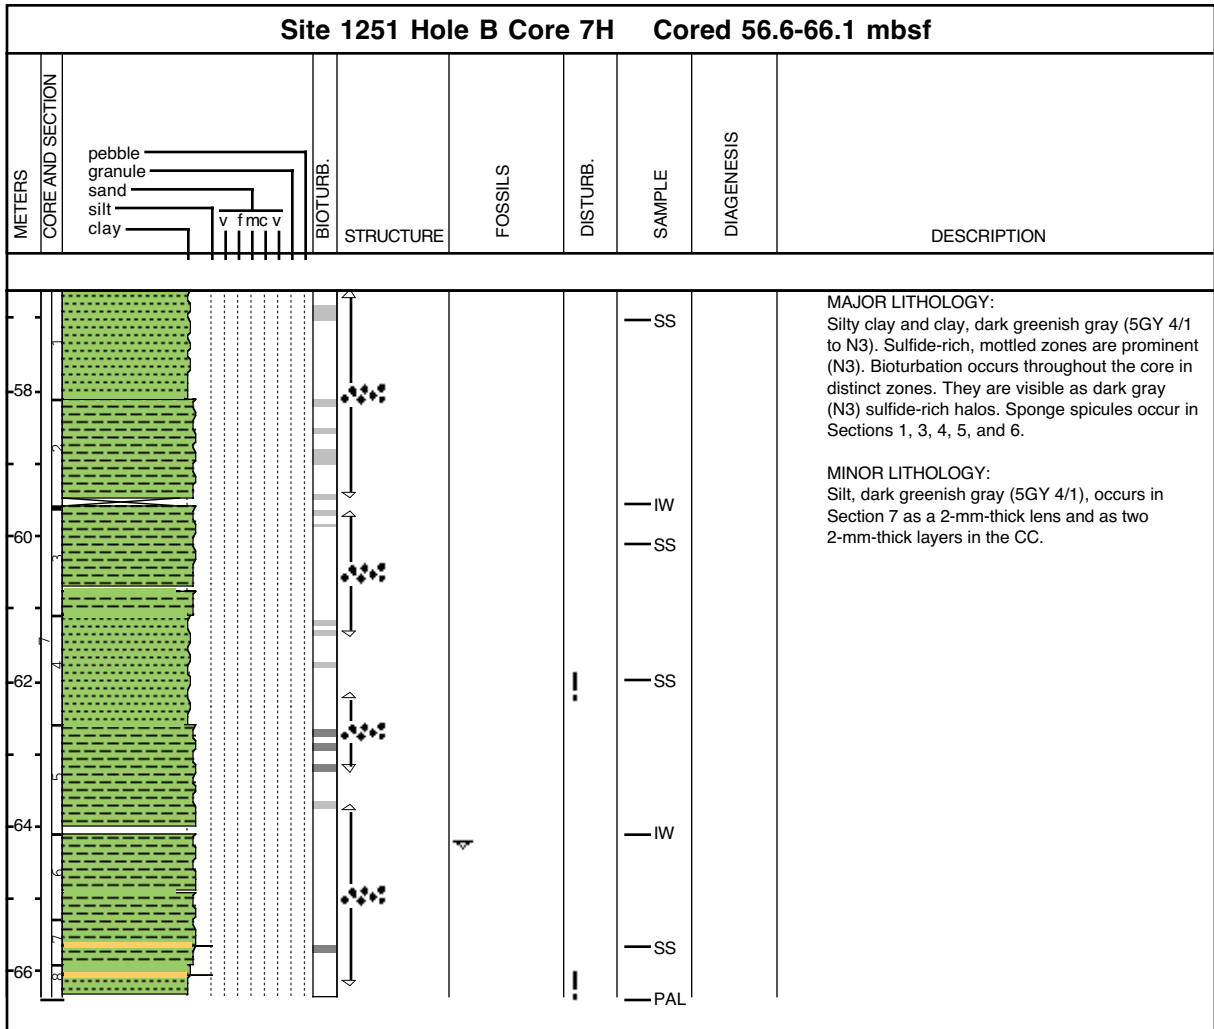 Site 1251 Hole B Core 7H Cored 56.6-66.1 mbsf
METERS
CORE AND SECTION
pebble
granule
sand
silt
clay
v f m c v
BIOTURB.
STRUCTURE
FOSSILS
DISTURB.
SAMPLE
DIAGENESIS
DESCRIPTION
58
60
62
64
66
7
1
2
3
4
5
6
7
8
SS
IW
SS
SS
IW
SS
PAL
MAJOR LITHOLOGY:
Silty clay and clay, dark greenish gray (5GY 4/1
to N3). Sulfide-rich, mottled zones are prominent
(N3). Bioturbation occurs throughout the core in
distinct zones. They are visible as dark gray
(N3) sulfide-rich halos. Sponge spicules occur in
Sections 1, 3, 4, 5, and 6.
MINOR LITHOLOGY:
Silt, dark greenish gray (5GY 4/1), occurs in
Section 7 as a 2-mm-thick lens and as two
2-mm-thick layers in the CC.